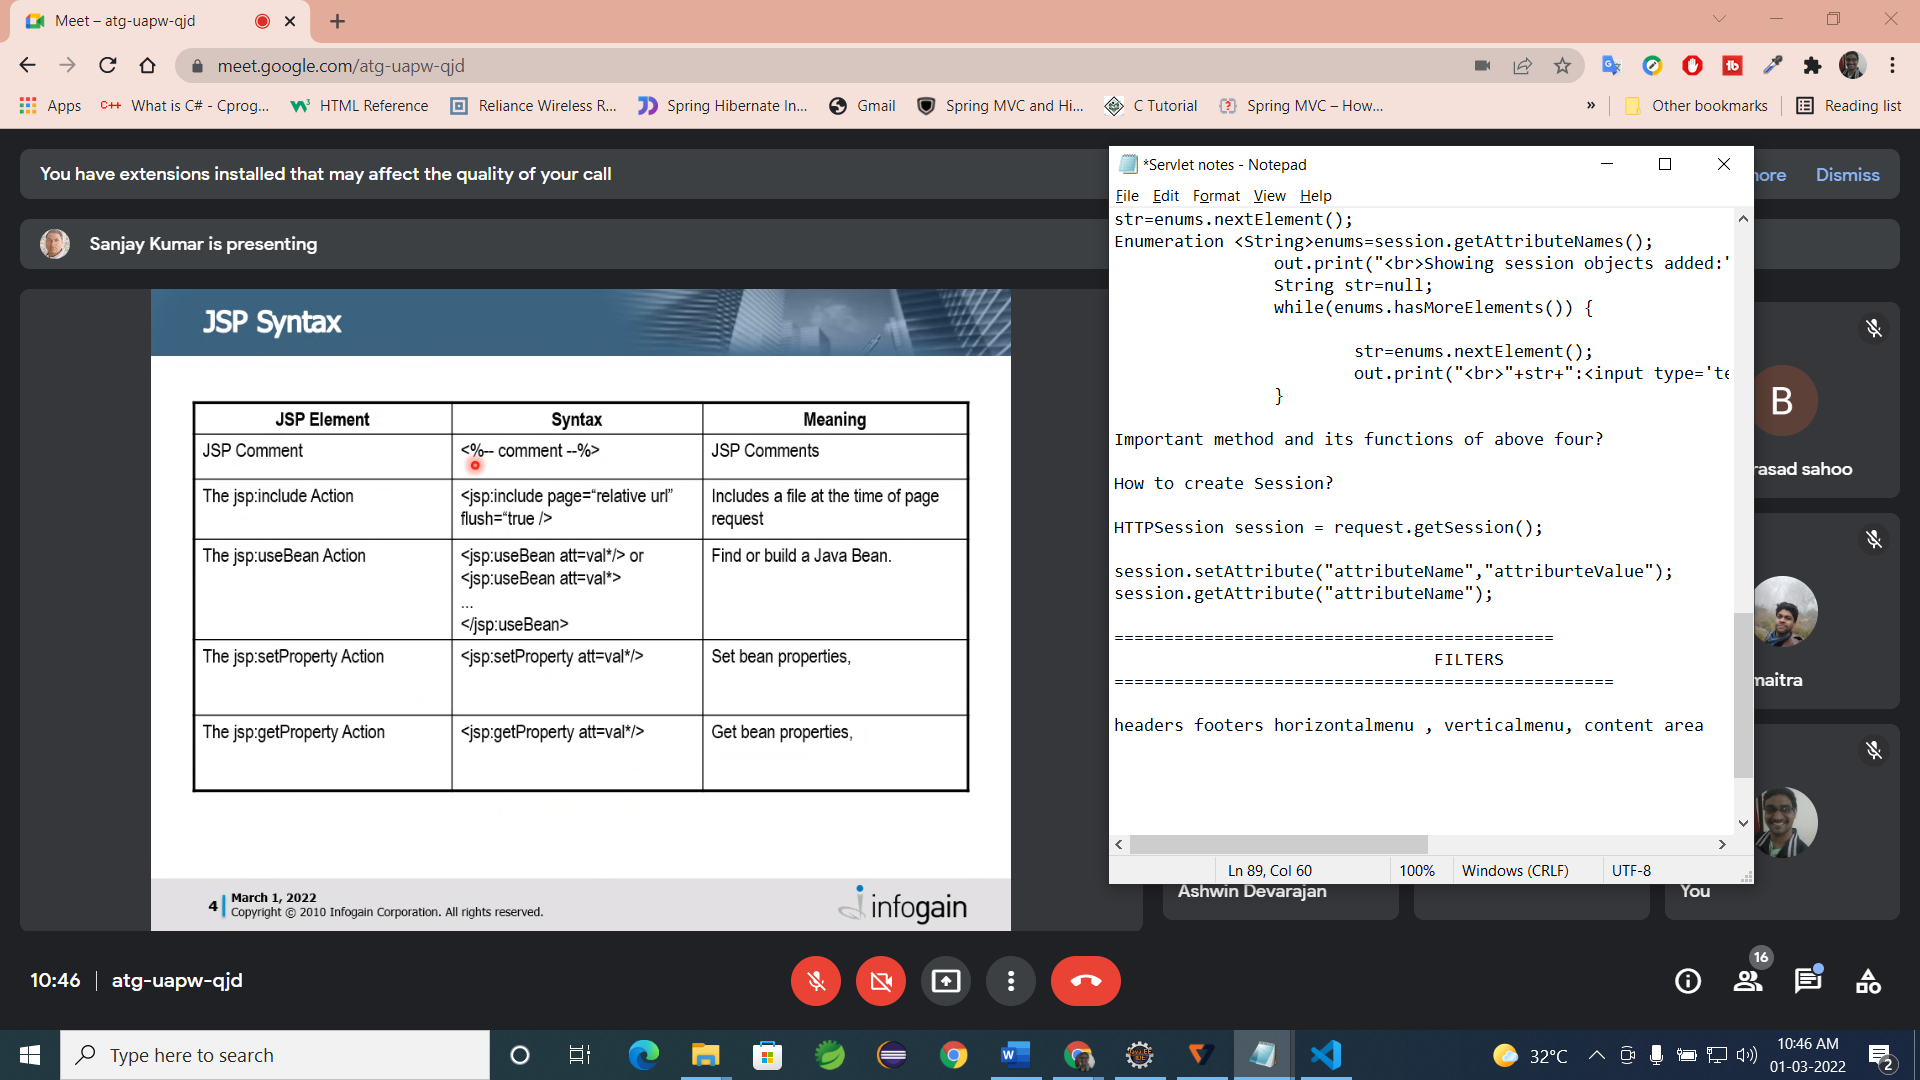 Meet – atg-uapw-qjd
meet.google.com/atg-uapw-qjd
Apps
C++ What is C# - Cprog...
HTML Reference
Reliance Wireless R...
Spring Hibernate In...
Gmail
Spring MVC and Hi...
C Tutorial
Spring MVC – How...
»
Other bookmarks
Reading list
You have extensions installed that may affect the quality of your call
Dismiss
Sanjay Kumar is presenting
JSP Syntax
JSP Element Syntax Meaning
JSP Comment <%-- comment --%> JSP Comments
The jsp:include Action <jsp:include page=“relative url” Includes a file at the time of page
flush=“true /> request
The jsp:useBean Action <jsp:useBean att=val*/> or Find or build a Java Bean.
<jsp:useBean att=val*>
...
</jsp:useBean>
The jsp:setProperty Action <jsp:setProperty att=val*/> Set bean properties,
The jsp:getProperty Action <jsp:getProperty att=val*/> Get bean properties,
4 March 1, 2022
Copyright © 2010 Infogain Corporation. All rights reserved.
infogain
*Servlet notes - Notepad
File Edit Format View Help
str=enums.nextElement();
Enumeration <String>enums=session.getAttributeNames();
out.print("<br>Showing session objects added:"
String str=null;
while(enums.hasMoreElements()) {
str=enums.nextElement();
out.print("<br>"+str+":<input type='te
}
Important method and its functions of above four?
How to create Session?
HTTPSession session = request.getSession();
session.setAttribute("attributeName","attriburteValue");
session.getAttribute("attributeName");
============================================
FILTERS
==================================================
headers footers horizontalmenu , verticalmenu, content area
Ln 89, Col 60
100%
Windows (CRLF)
UTF-8
B
rasad sahoo
maitra
Ashwin Devarajan
You
10:46 | atg-uapw-qjd
16
Type here to search
32°C
10:46 AM
01-03-2022
2